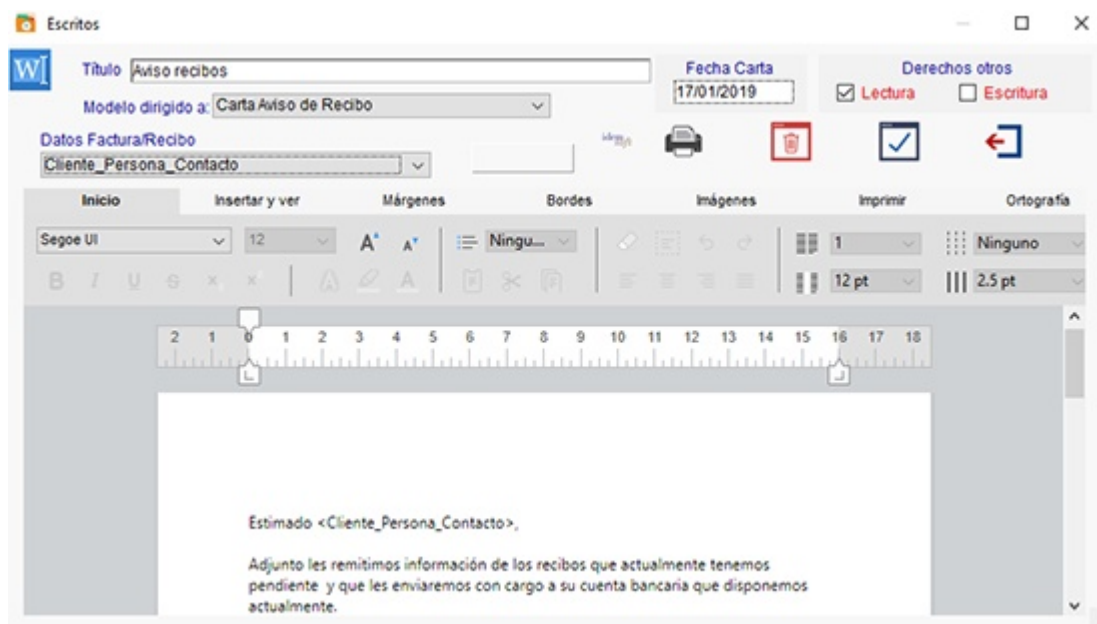 Escritos
Título Aviso recibos
Fecha Carta
Derechos otros
17/01/2019
Lectura Escritura
Modelo dirigido a: Carta Aviso de Recibo
Datos Factura/Recibo
Cliente_Persona_Contacto
Inicio Insertar y ver Márgenes Bordes Imágenes Imprimir Ortografía
Segoe UI 12 A A Ningu... 1 Ninguno
B I U S x x A A 12 pt 2.5 pt
2 1 0 1 2 3 4 5 6 7 8 9 10 11 12 13 14 15 16 17 18
Estimado <Cliente_Persona_Contacto>,
Adjunto les remitimos información de los recibos que actualmente tenemos
pendiente y que les enviaremos con cargo a su cuenta bancaria que disponemos
actualmente.